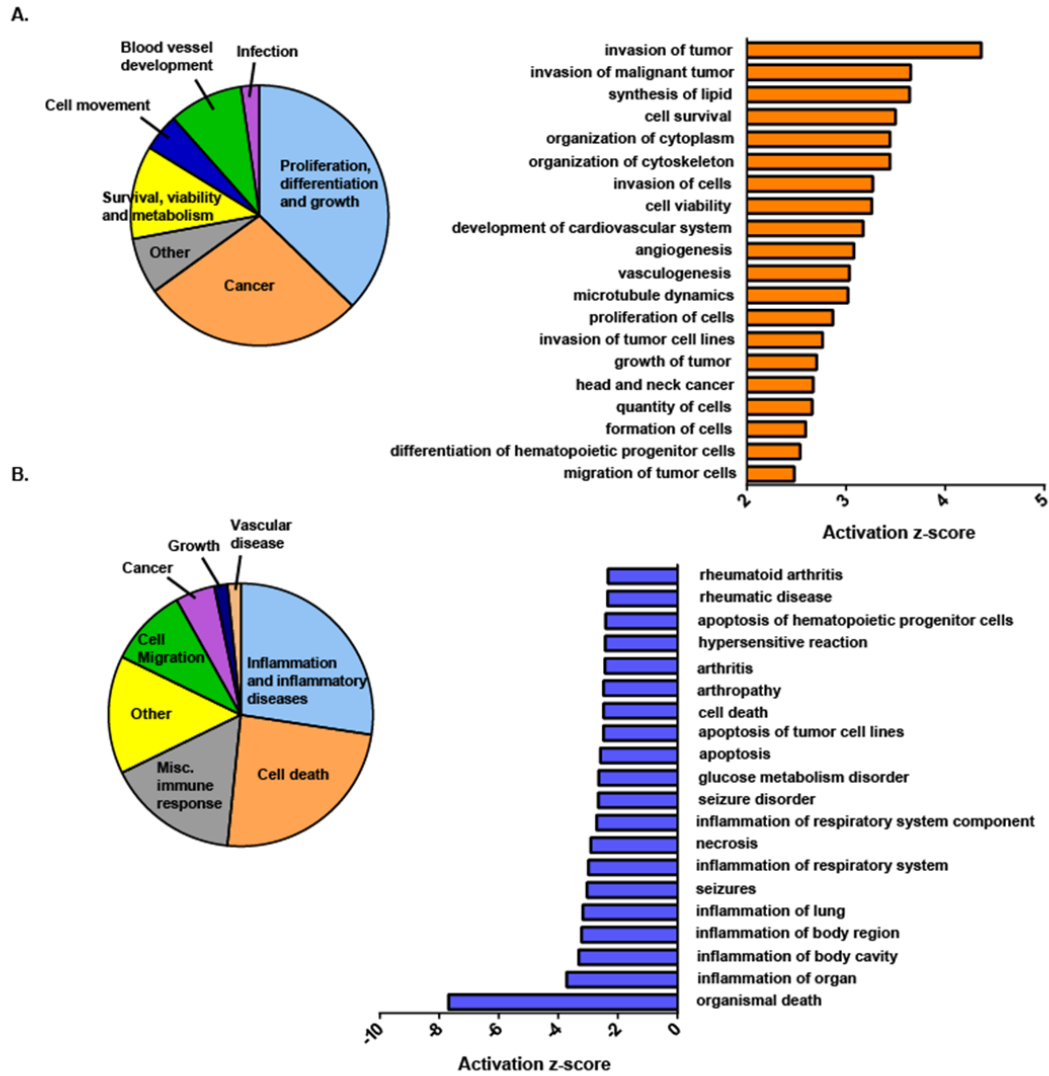 A.
Blood vessel
development
Infection
Cell movement
Proliferation,
differentiation
and growth
Survival, viability
and metabolism
Other
Cancer
invasion of tumor
invasion of malignant tumor
synthesis of lipid
cell survival
organization of cytoplasm
organization of cytoskeleton
invasion of cells
cell viability
development of cardiovascular system
angiogenesis
vasculogenesis
microtubule dynamics
proliferation of cells
invasion of tumor cell lines
growth of tumor
head and neck cancer
quantity of cells
formation of cells
differentiation of hematopoietic progenitor cells
migration of tumor cells
2 3 4 5
Activation z-score
B.
Vascular
disease
Growth
Cancer
Cell
Migration
Inflammation
and inflammatory
diseases
Other
Cell death
Misc.
immune
response
rheumatoid arthritis
rheumatic disease
apoptosis of hematopoietic progenitor cells
hypersensitive reaction
arthritis
arthropathy
cell death
apoptosis of tumor cell lines
apoptosis
glucose metabolism disorder
seizure disorder
inflammation of respiratory system component
necrosis
inflammation of respiratory system
seizures
inflammation of lung
inflammation of body region
inflammation of body cavity
inflammation of organ
organismal death
-10 -8 -6 -4 -2 0
Activation z-score